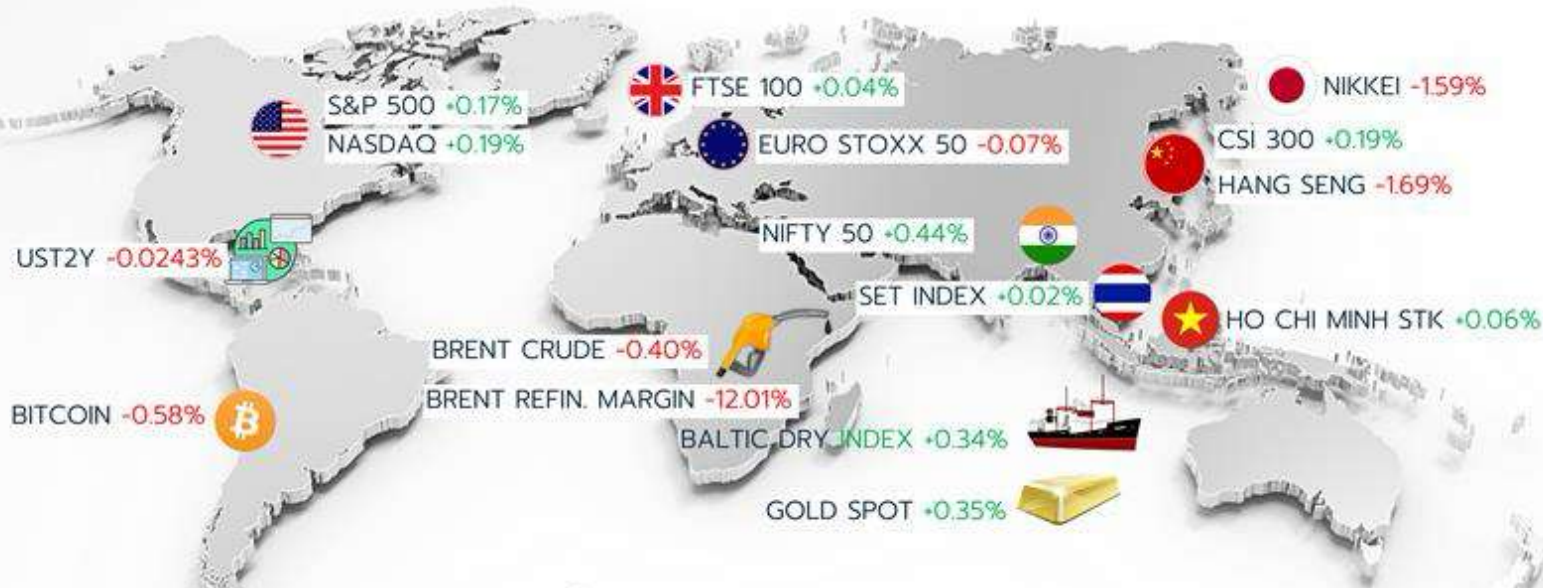 S&P 500 +0.17%
NASDAQ +0.19%
FTSE 100 +0.04%
EURO STOXX 50 -0.07%
NIKKEI -1.59%
CSI 300 +0.19%
HANG SENG -1.69%
UST2Y -0.0243%
NIFTY 50 +0.44%
SET INDEX +0.02%
HO CHI MINH STK +0.06%
BRENT CRUDE -0.40%
BRENT REFIN. MARGIN -12.01%
BITCOIN -0.58%
BALTIC DRY INDEX +0.34%
GOLD SPOT +0.35%